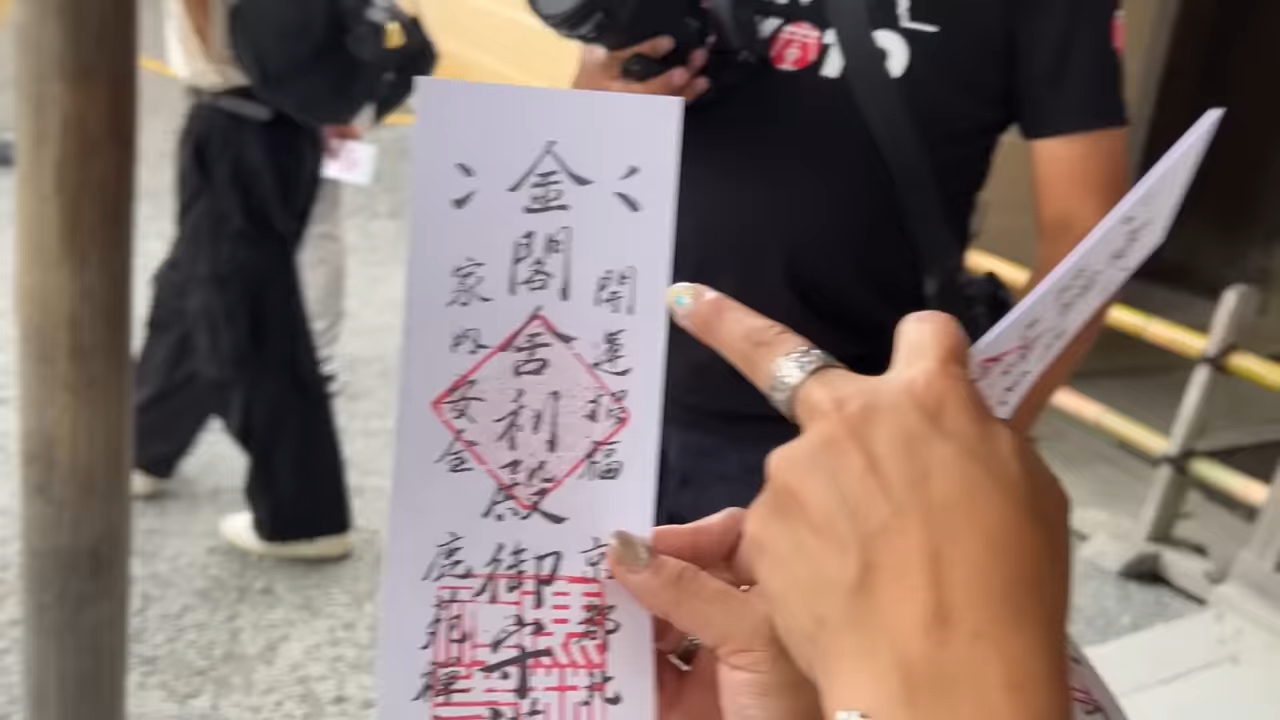 開運招福
京都北
金閣舎利殿
御守
家内安全
鹿苑禅